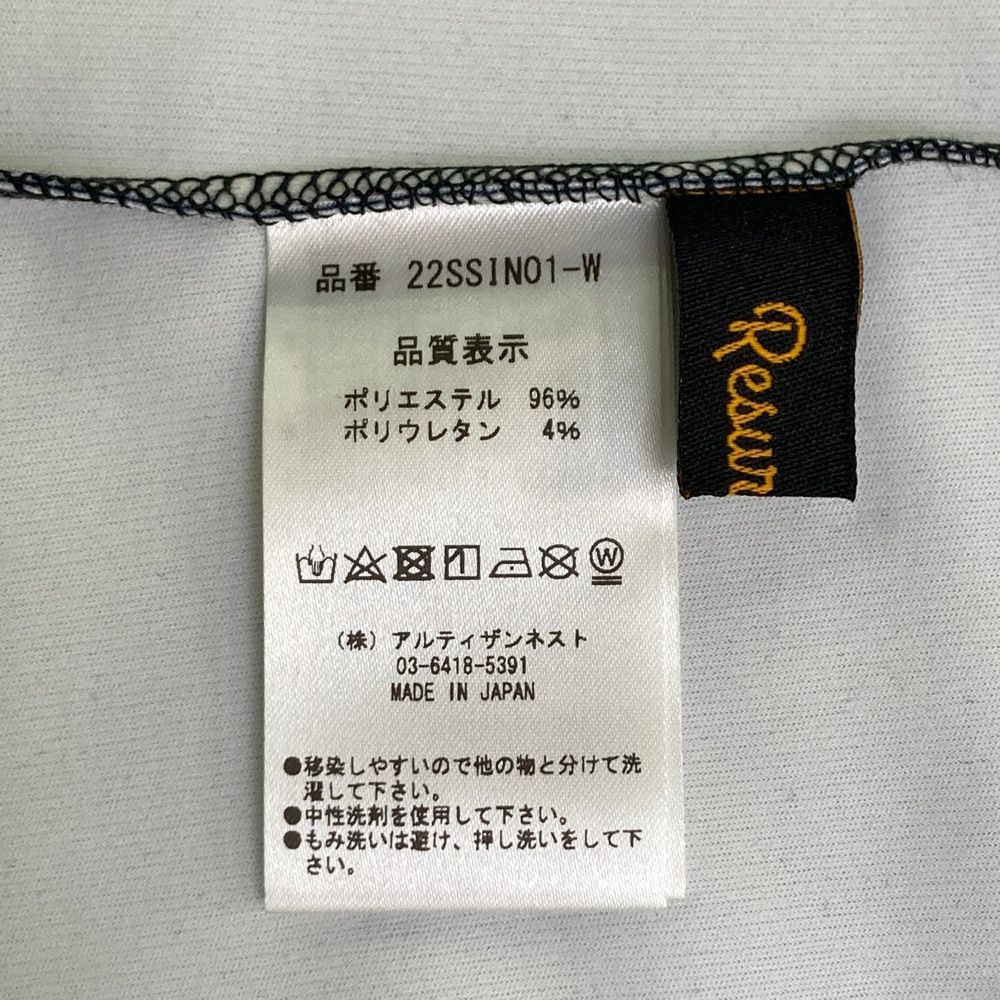 品番 22SSIN01-W
品質表示
ポリエステル 96%
ポリウレタン 4%
W
(株) アルティザンネスト
03-6418-5391
MADE IN JAPAN
●移染しやすいので他の物と分けて洗
濯して下さい。
●中性洗剤を使用して下さい。
●もみ洗いは避け、押し洗いをして下
さい。
Resur